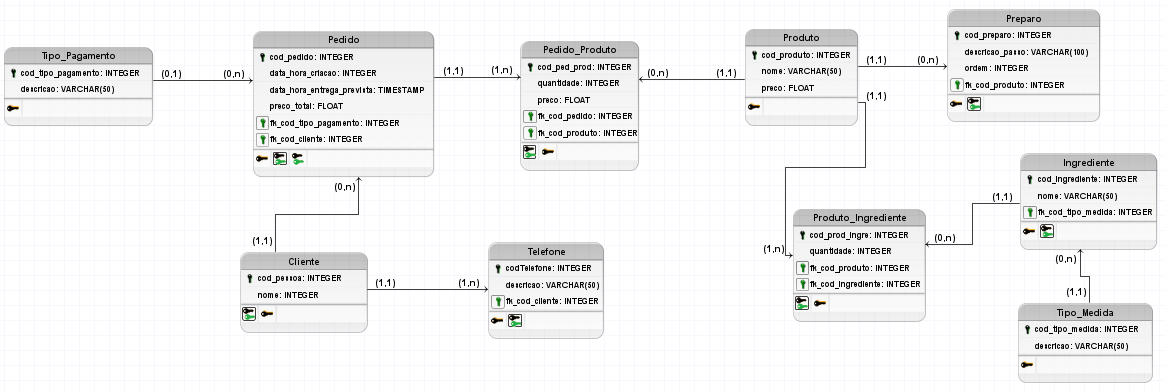 Tipo_Pagamento
cod_tipo_pagamento: INTEGER
descricao: VARCHAR(50)
(0,1)
(0,n)
Pedido
cod_pedido: INTEGER
data_hora_criacao: INTEGER
data_hora_entrega_prevista: TIMESTAMP
preco_total: FLOAT
fk_cod_tipo_pagamento: INTEGER
fk_cod_cliente: INTEGER
(1,1)
(1,n)
Pedido_Produto
cod_ped_prod: INTEGER
quantidade: INTEGER
preco: FLOAT
fk_cod_pedido: INTEGER
fk_cod_produto: INTEGER
(0,n)
(1,1)
Produto
cod_produto: INTEGER
nome: VARCHAR(50)
preco: FLOAT
(1,1)
(0,n)
(1,1)
Preparo
cod_preparo: INTEGER
descricao_passo: VARCHAR(100)
ordem: INTEGER
fk_cod_produto: INTEGER
(0,n)
(1,1)
Cliente
cod_pessoa: INTEGER
nome: INTEGER
(1,1)
(1,n)
Telefone
codTelefone: INTEGER
descricao: VARCHAR(50)
fk_cod_cliente: INTEGER
(1,n)
Produto_Ingrediente
cod_prod_ingre: INTEGER
quantidade: INTEGER
fk_cod_produto: INTEGER
fk_cod_ingrediente: INTEGER
(0,n)
(1,1)
Ingrediente
cod_ingrediente: INTEGER
nome: VARCHAR(50)
fk_cod_tipo_medida: INTEGER
(0,n)
(1,1)
Tipo_Medida
cod_tipo_medida: INTEGER
descricao: VARCHAR(50)